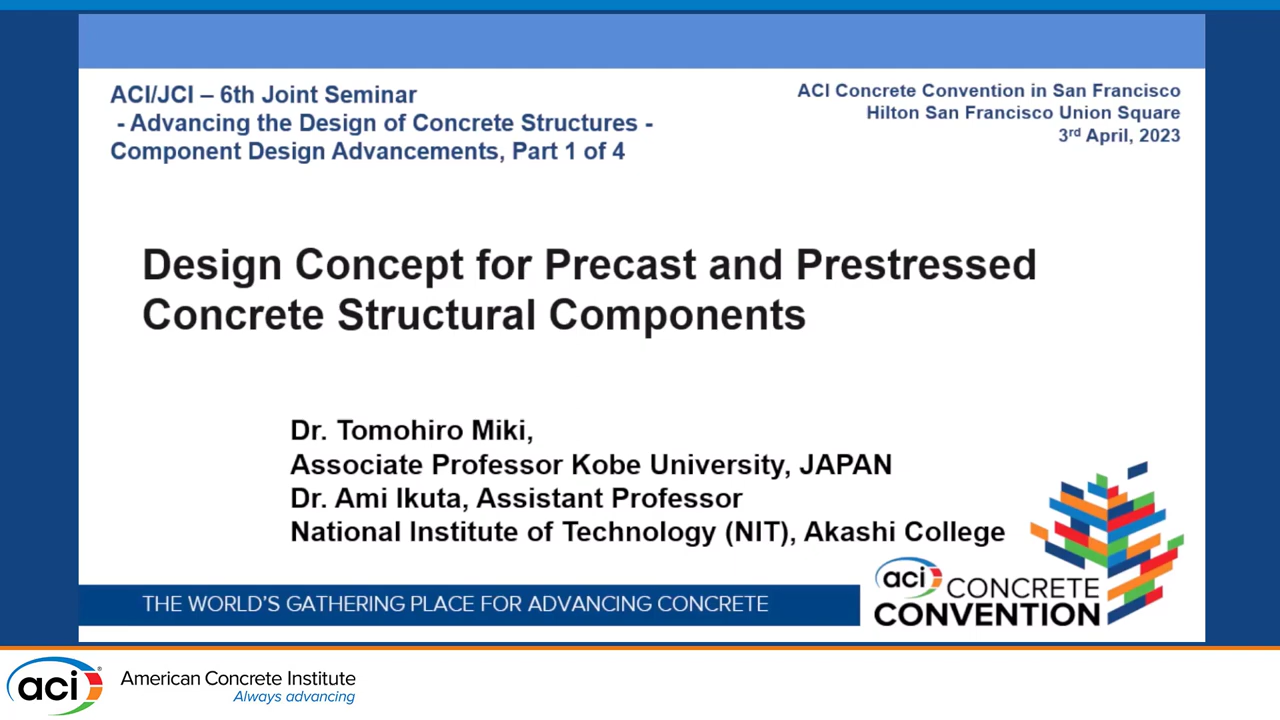 ACI/JCI – 6th Joint Seminar
- Advancing the Design of Concrete Structures -
Component Design Advancements, Part 1 of 4
ACI Concrete Convention in San Francisco
Hilton San Francisco Union Square
3rd April, 2023
Design Concept for Precast and Prestressed
Concrete Structural Components
Dr. Tomohiro Miki,
Associate Professor Kobe University, JAPAN
Dr. Ami Ikuta, Assistant Professor
National Institute of Technology (NIT), Akashi College
THE WORLD'S GATHERING PLACE FOR ADVANCING CONCRETE
aci CONCRETE
CONVENTION
aci® American Concrete Institute
Always advancing